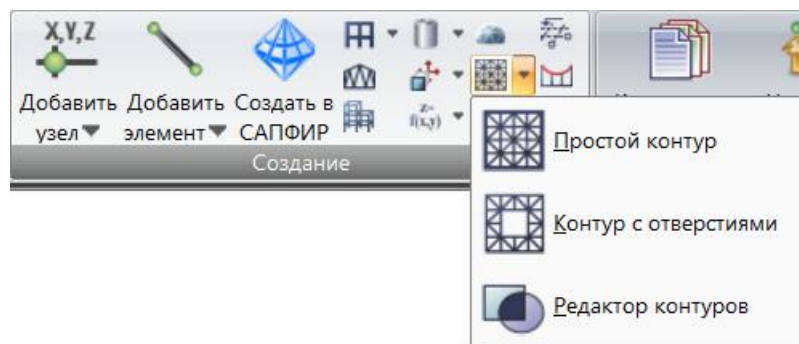 X,Y,Z
Добавить Добавить Создать в
узел элемент САПФИР
z=
f(x,y)
Создание
Простой контур
Контур с отверстиями
Редактор контуров